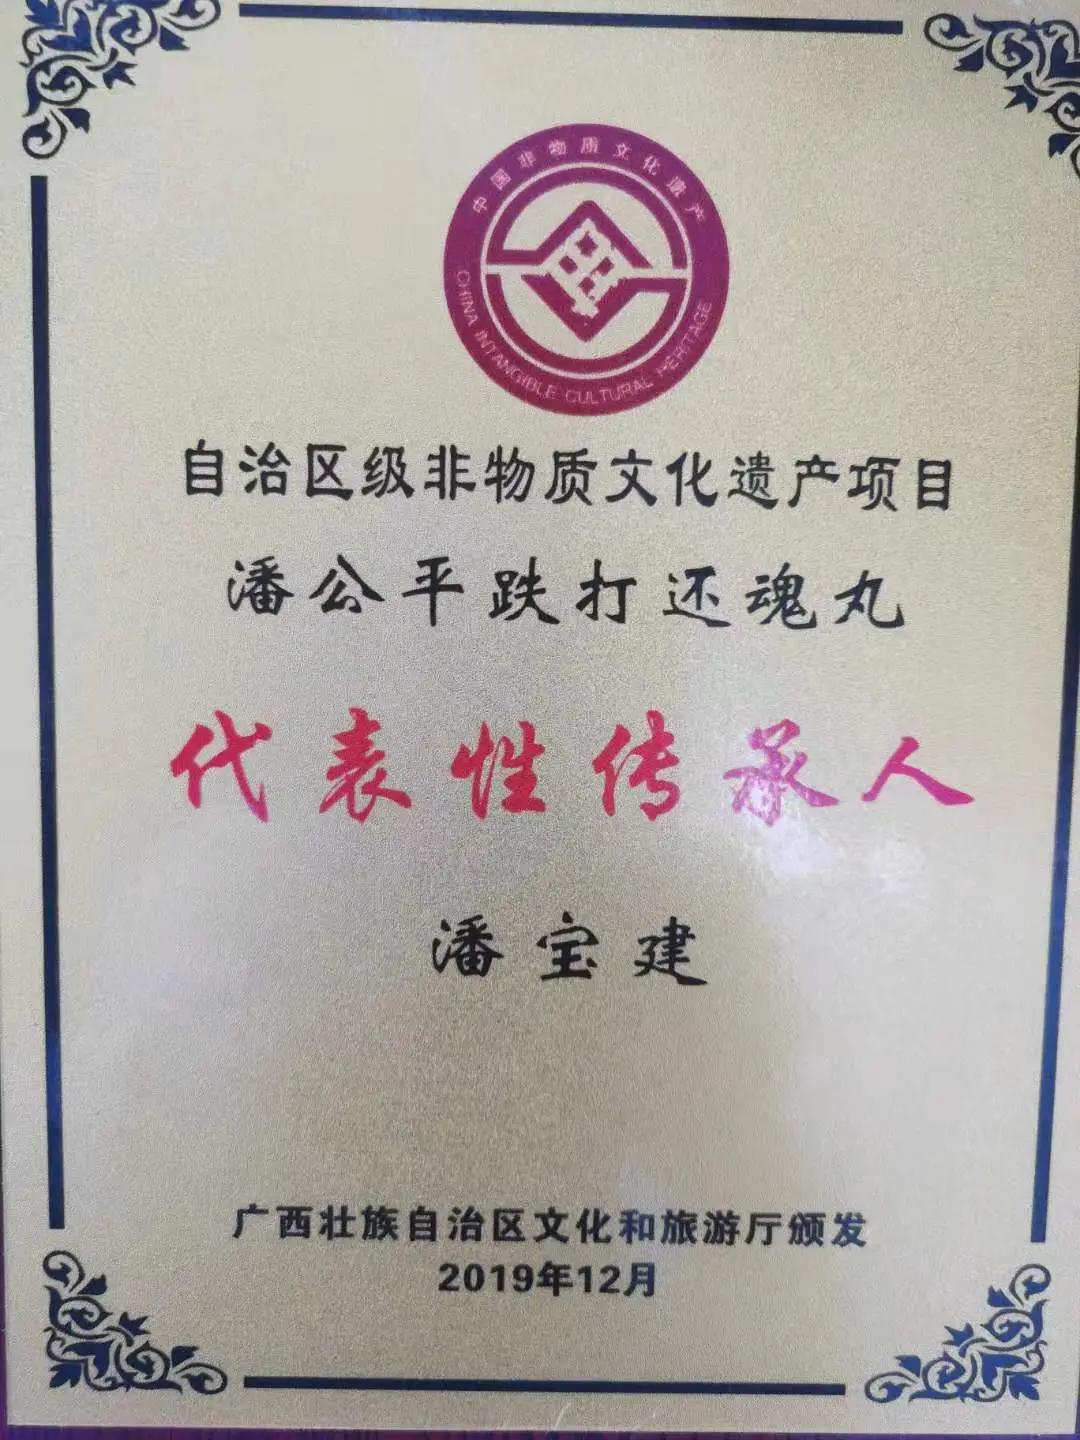 中国非物质文化遗产
CHINA INTANGIBLE CULTURAL HERITAGE
自治区级非物质文化遗产项目
潘公平跌打还魂丸
代表性传承人
潘宝建
广西壮族自治区文化和旅游厅颁发
2019年12月